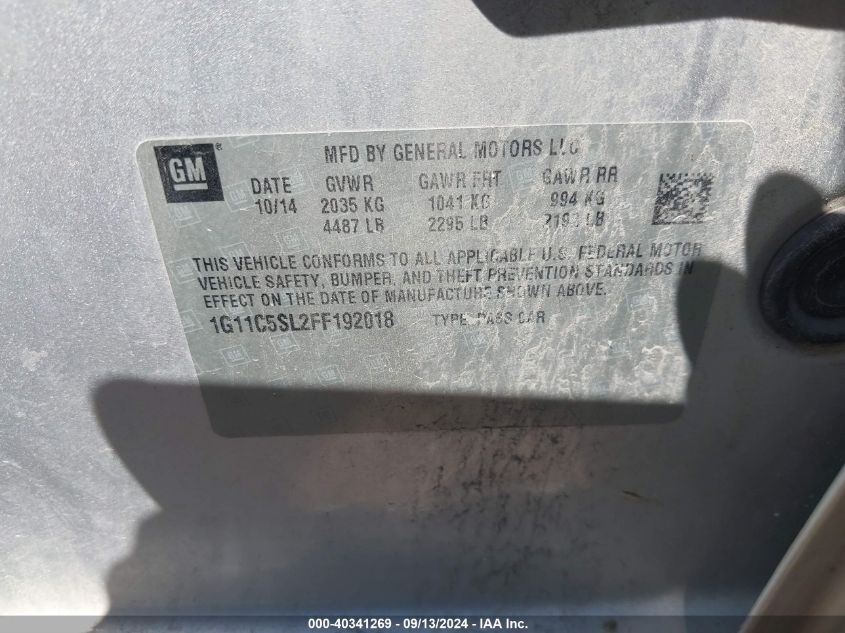 GM ®
MFD BY GENERAL MOTORS LLC
DATE GVWR GAWR FRT GAWR RR
10/14 2035 KG 1041 KG 994 KG
4487 LB 2295 LB LB
THIS VEHICLE CONFORMS TO ALL APPLICABLE U.S. FEDERAL MOTOR
VEHICLE SAFETY, BUMPER, AND THEFT PREVENTION STANDARDS IN
EFFECT ON THE DATE OF MANUFACTURE SHOWN ABOVE.
1G11C5SL2FF192018 TYPE: PASS CAR
000-40341269 - 09/13/2024 - IAA Inc.